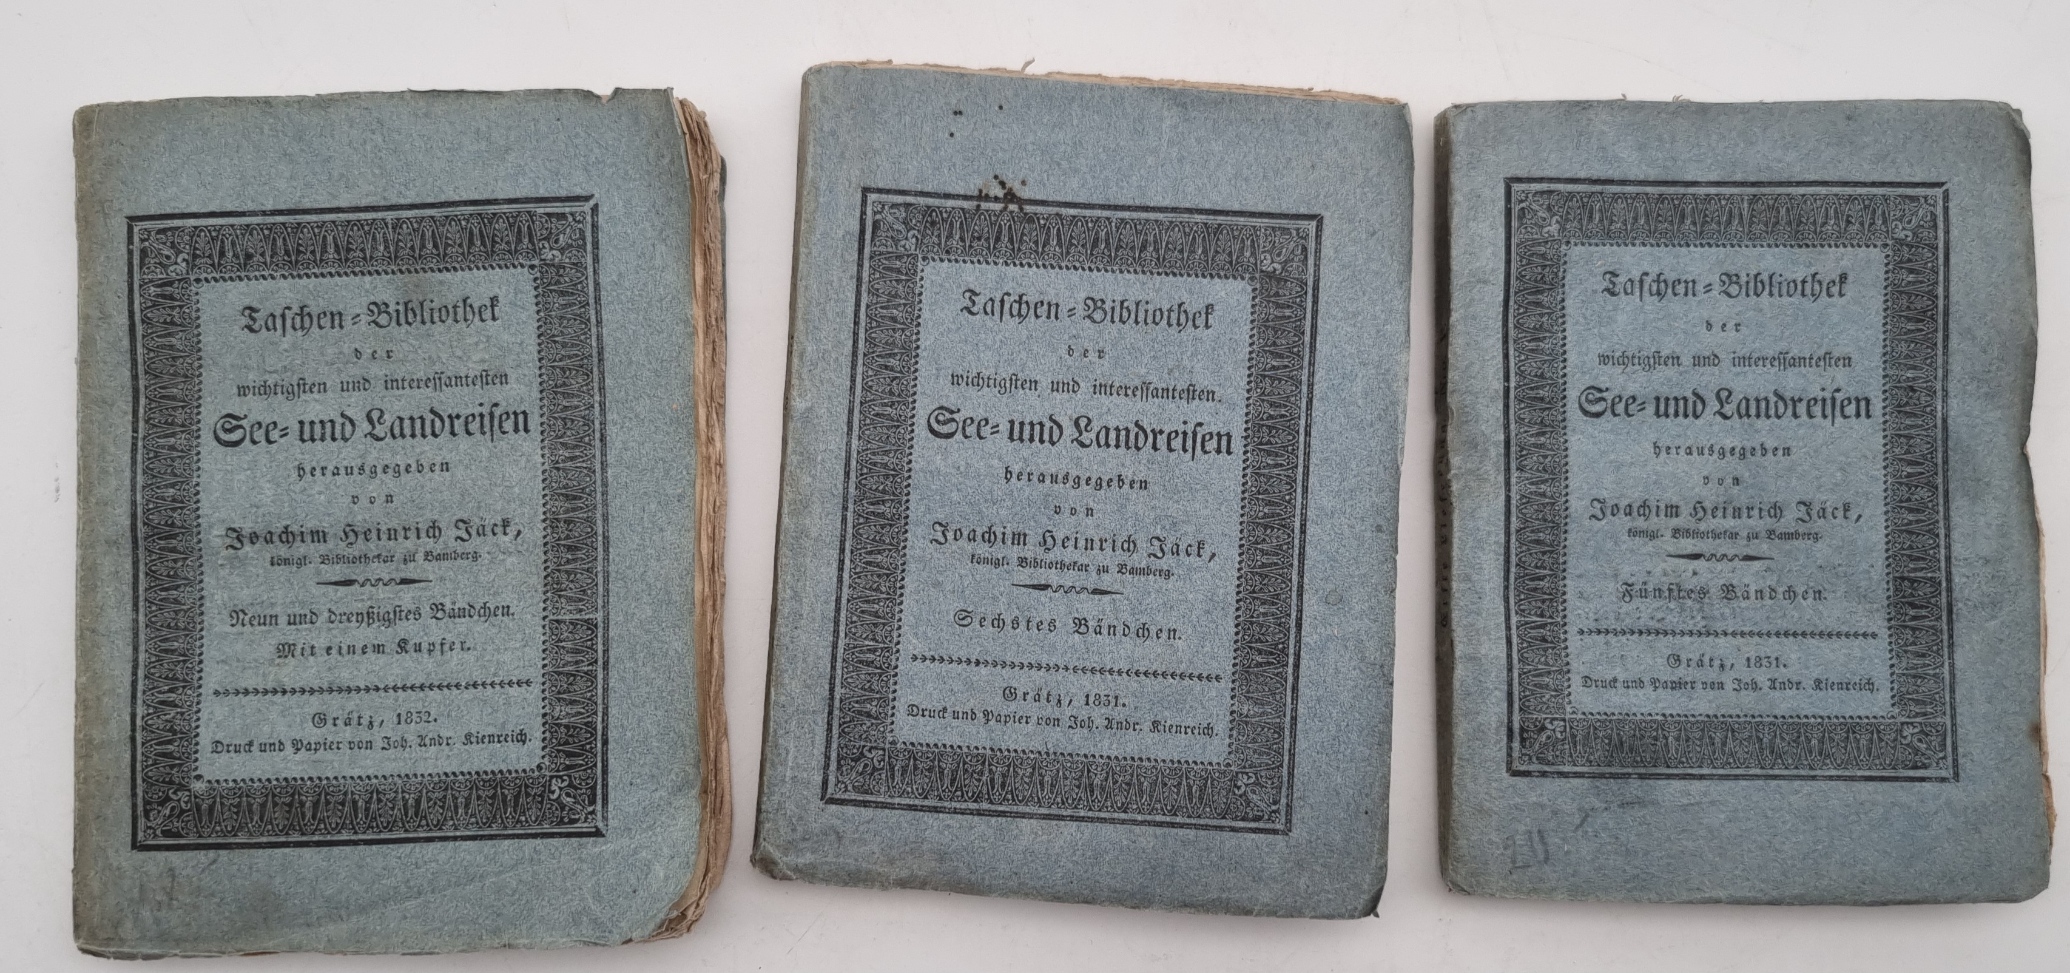 Taschen=Bibliothek
der
wichtigsten und interessantesten
See= und Landreisen
herausgegeben
von
Joachim Heinrich Jäck,
königl. Bibliothekar zu Bamberg.
Neun und dreyßigstes Bändchen.
Mit einem Kupfer.
Grätz, 1832.
Druck und Papier von Joh. Andr. Kienreich.
Taschen=Bibliothek
der
wichtigsten und interessantesten
See= und Landreisen
herausgegeben
von
Joachim Heinrich Jäck,
königl. Bibliothekar zu Bamberg.
Sechstes Bändchen.
Grätz, 1831.
Druck und Papier von Joh. Andr. Kienreich.
Taschen=Bibliothek
der
wichtigsten und interessantesten
See= und Landreisen
herausgegeben
von
Joachim Heinrich Jäck,
königl. Bibliothekar zu Bamberg.
Fünftes Bändchen.
Grätz, 1831.
Druck und Papier von Joh. Andr. Kienreich.